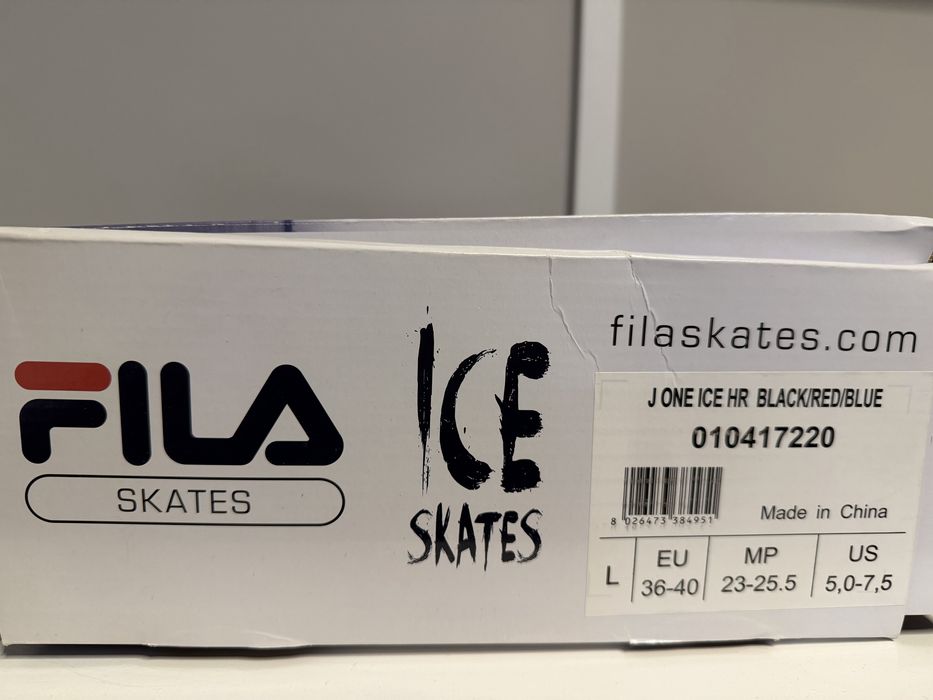 FILA
SKATES
ICE
SKATES
filaskates.com
J ONE ICE HR BLACK/RED/BLUE
010417220
8 026473 384951
Made in China
L EU 36-40 MP 23-25.5 US 5,0-7,5